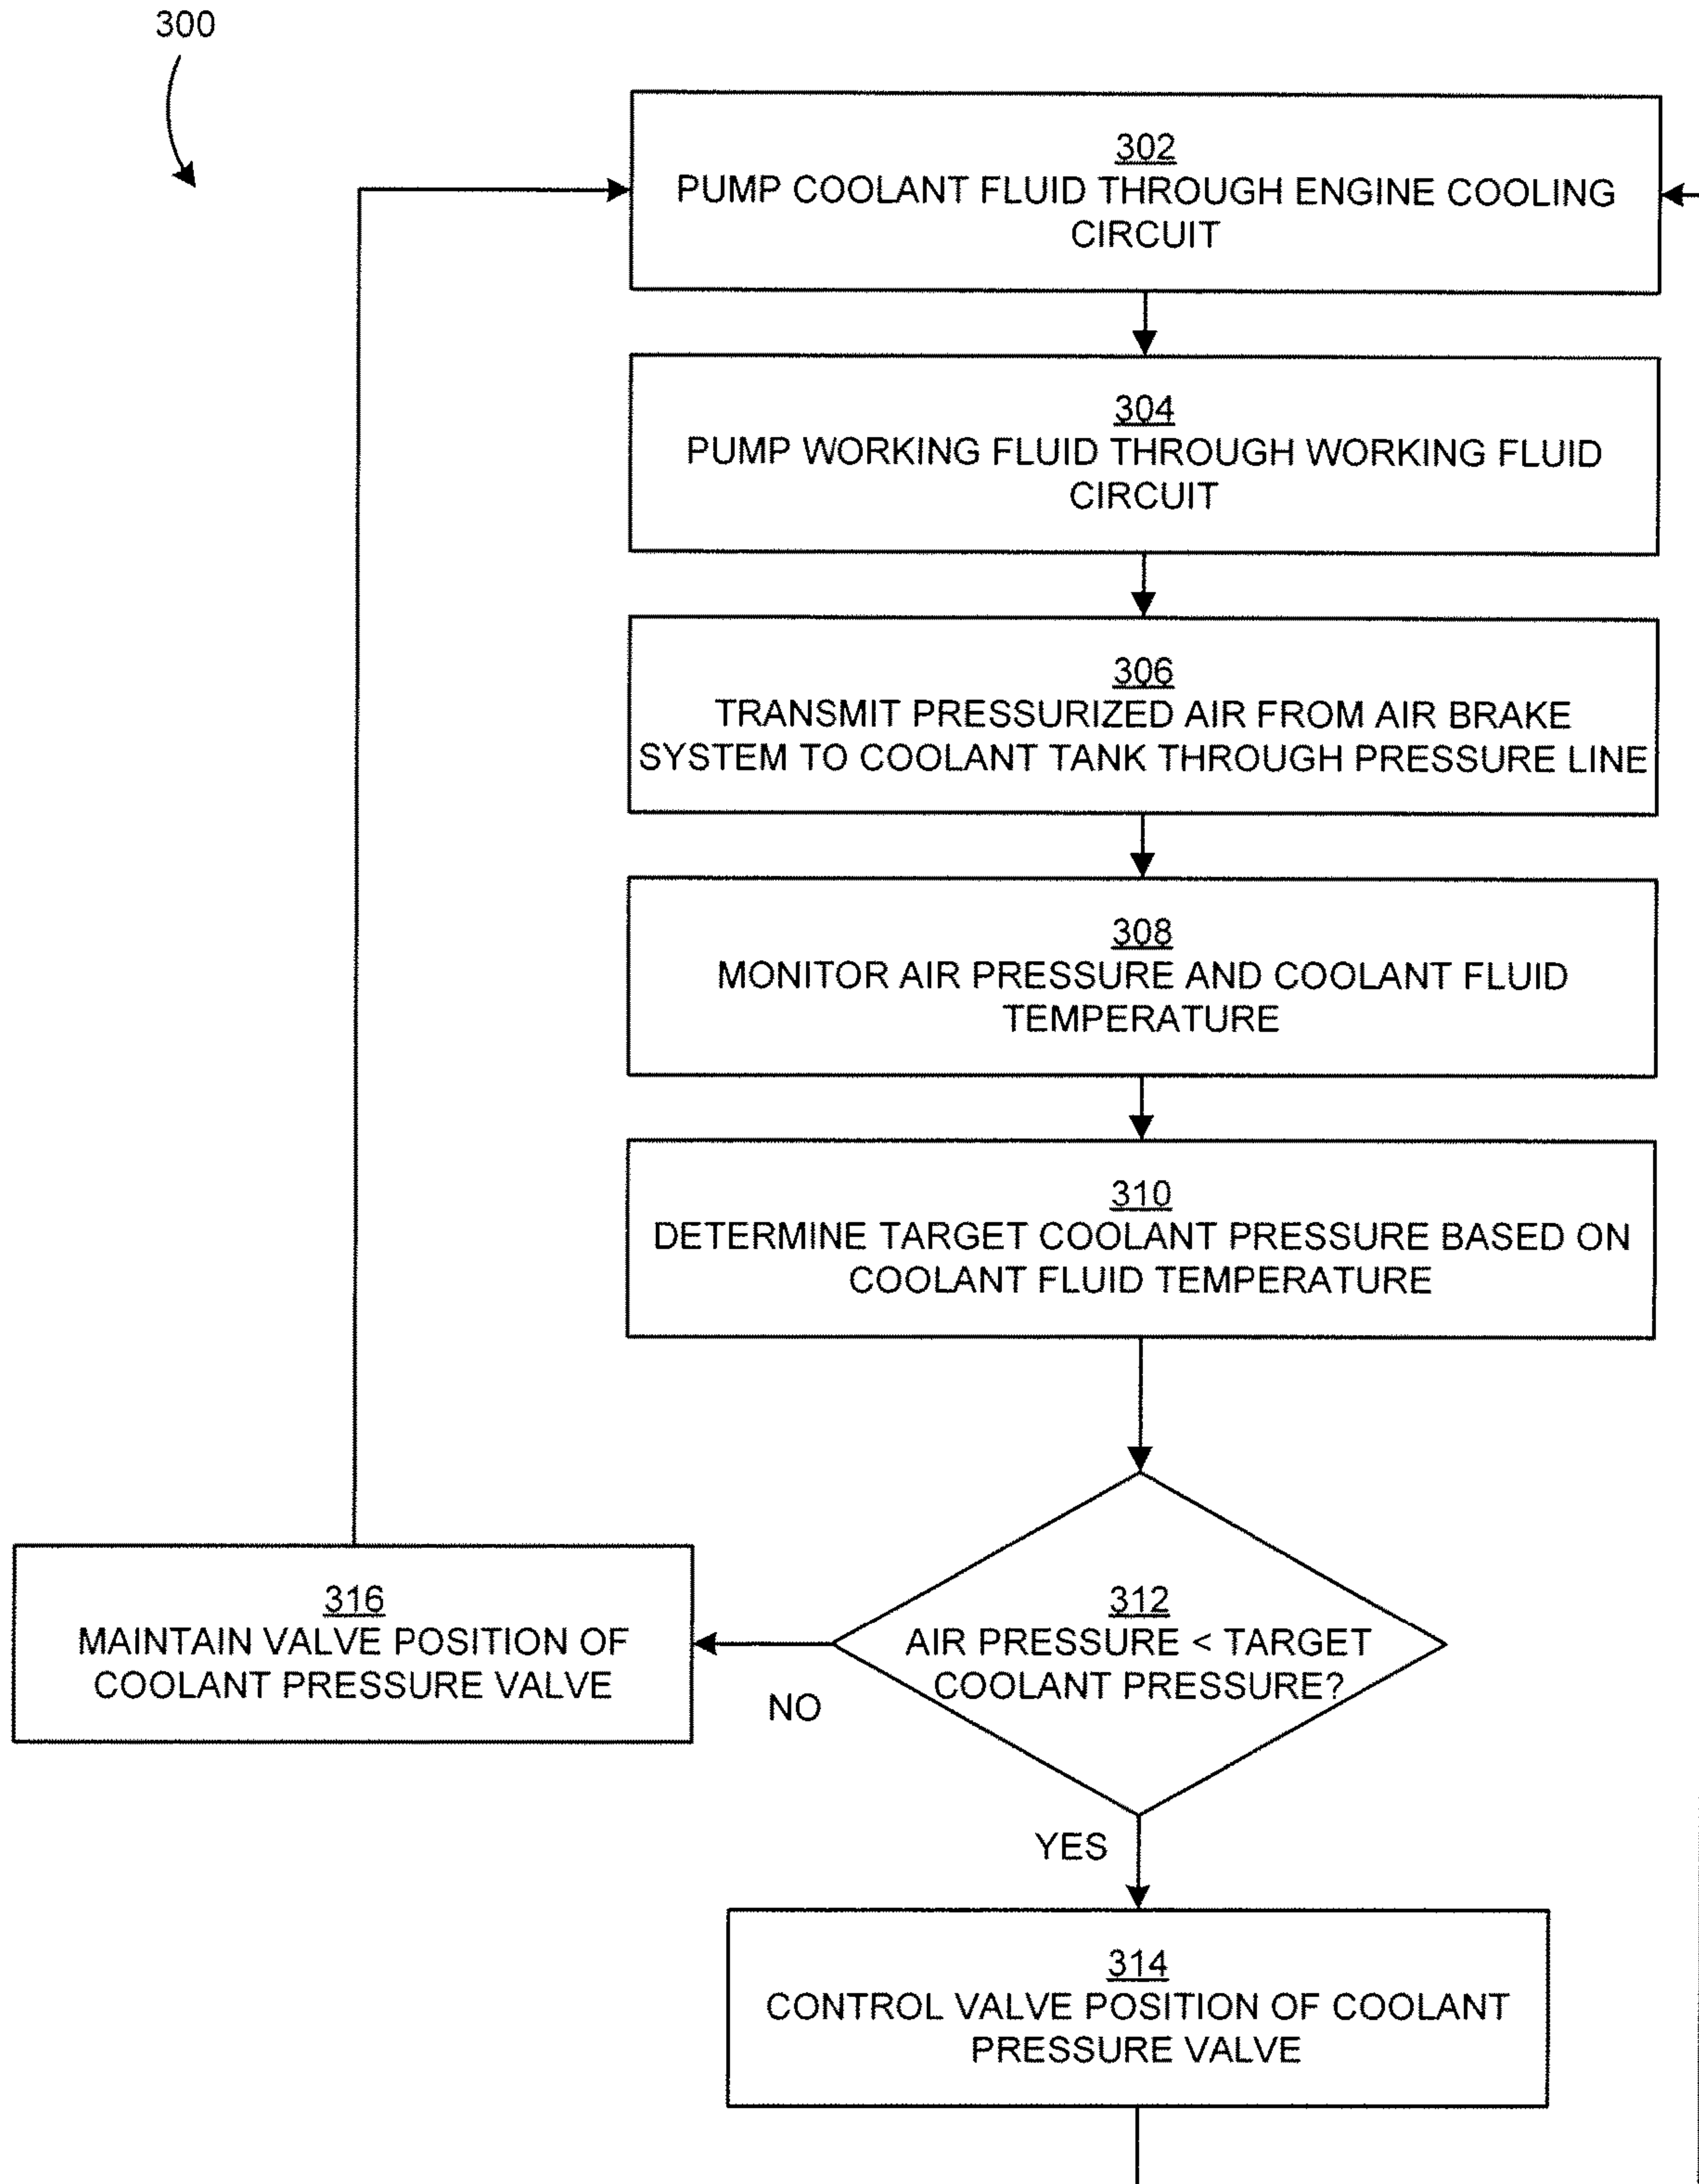 300
302
PUMP COOLANT FLUID THROUGH ENGINE COOLING
CIRCUIT
304
PUMP WORKING FLUID THROUGH WORKING FLUID
CIRCUIT
306
TRANSMIT PRESSURIZED AIR FROM AIR BRAKE
SYSTEM TO COOLANT TANK THROUGH PRESSURE LINE
308
MONITOR AIR PRESSURE AND COOLANT FLUID
TEMPERATURE
310
DETERMINE TARGET COOLANT PRESSURE BASED ON
COOLANT FLUID TEMPERATURE
312
AIR PRESSURE < TARGET
COOLANT PRESSURE?
NO
316
MAINTAIN VALVE POSITION OF
COOLANT PRESSURE VALVE
YES
314
CONTROL VALVE POSITION OF COOLANT
PRESSURE VALVE